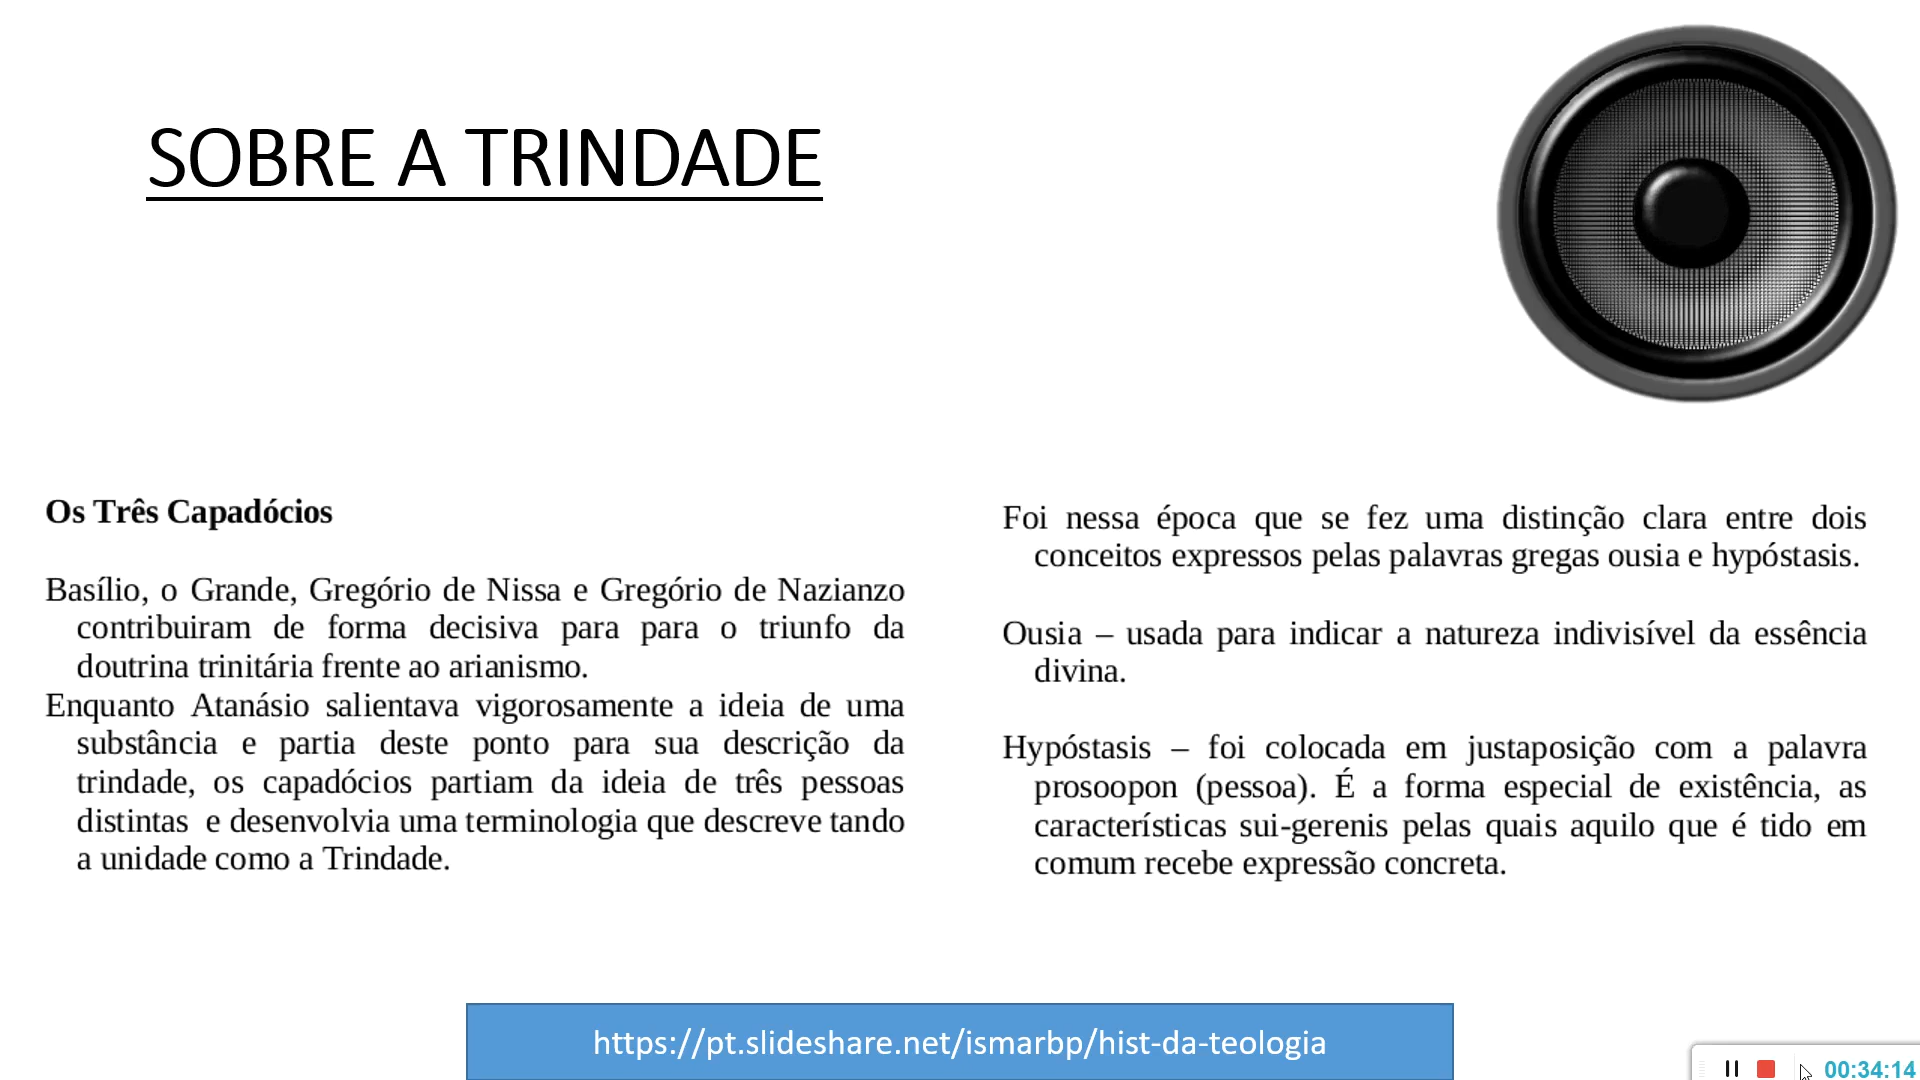 SOBRE A TRINDADE
Os Três Capadócios
Basílio, o Grande, Gregório de Nissa e Gregório de Nazianzo
contribuiram de forma decisiva para para o triunfo da
doutrina trinitária frente ao arianismo.
Enquanto Atanásio salientava vigorosamente a ideia de uma
substância e partia deste ponto para sua descrição da
trindade, os capadócios partiam da ideia de três pessoas
distintas e desenvolvia uma terminologia que descreve tando
a unidade como a Trindade.
Foi nessa época que se fez uma distinção clara entre dois
conceitos expressos pelas palavras gregas ousia e hypóstasis.
Ousia – usada para indicar a natureza indivisível da essência
divina.
Hypóstasis – foi colocada em justaposição com a palavra
prosoopon (pessoa). É a forma especial de existência, as
características sui-gerenis pelas quais aquilo que é tido em
comum recebe expressão concreta.
https://pt.slideshare.net/ismarbp/hist-da-teologia
00:34:14